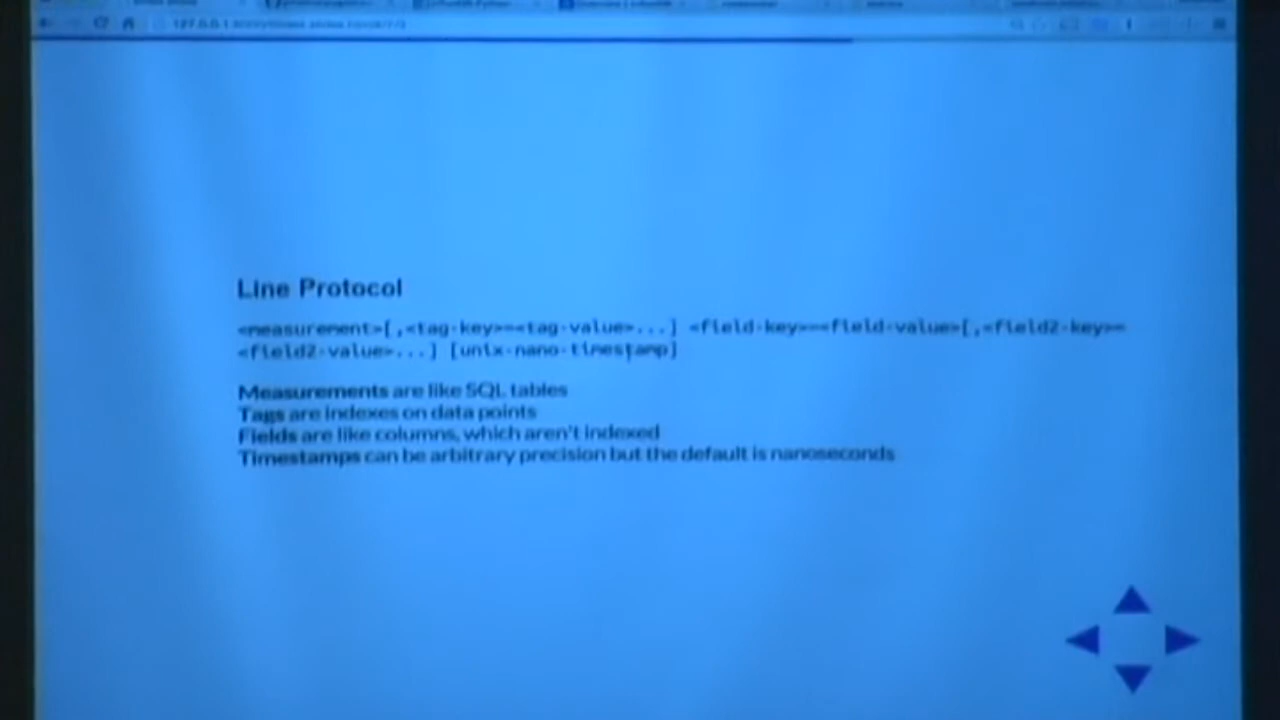 Line Protocol
<measurement>[,<tag-key>=<tag-value>...] <field-key>=<field-value>[,<field2-key>=
<field2-value>...] [unix-nano-timestamp]
Measurements are like SQL tables
Tags are indexes on data points
Fields are like columns, which aren't indexed
Timestamps can be arbitrary precision but the default is nanoseconds